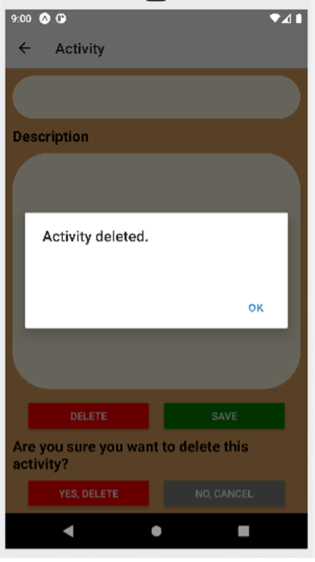 9:00
Activity
Description
Activity deleted.
OK
DELETE SAVE
Are you sure you want to delete this
activity?
YES, DELETE NO, CANCEL